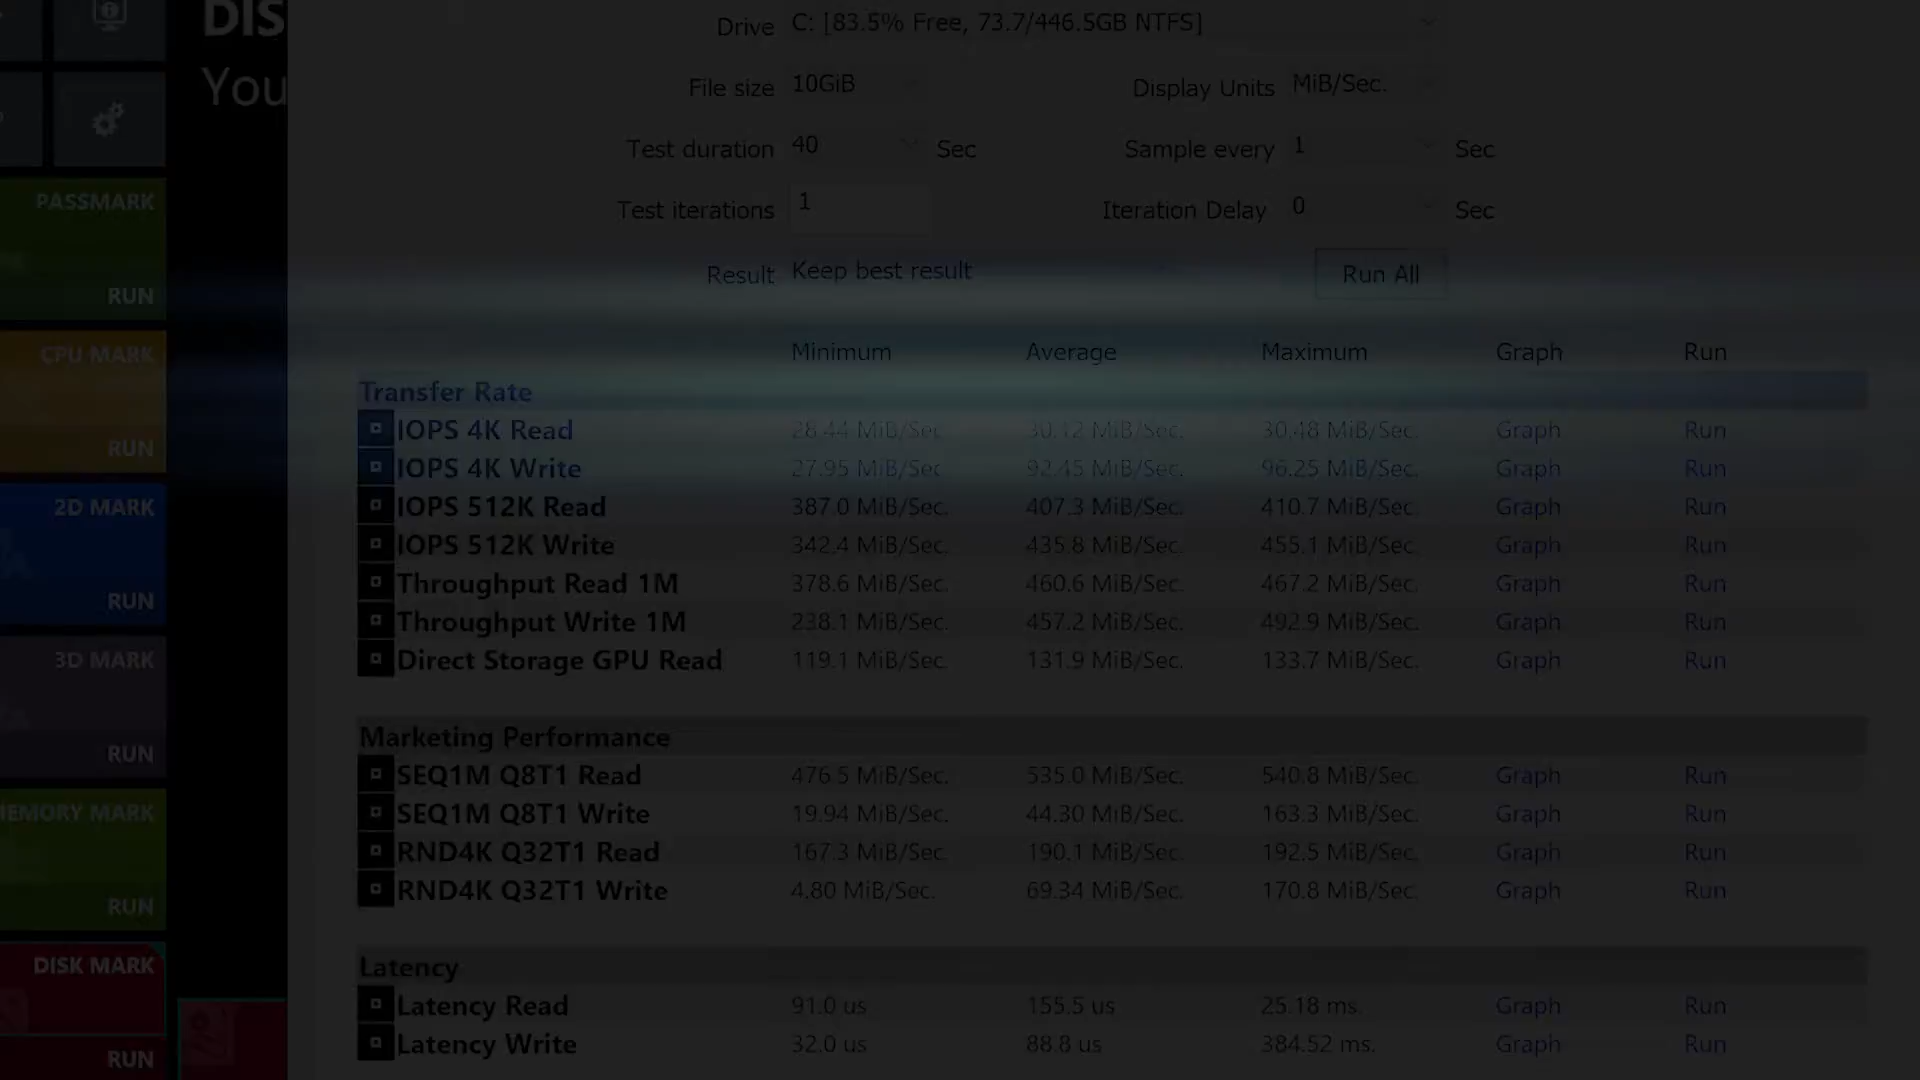 DIS
You
Drive C: [83.5% Free, 73.7/446.5GB NTFS]
File size 10GiB Display Units MiB/Sec.
Test duration 40 Sec Sample every 1 Sec
Test iterations 1 Iteration Delay 0 Sec
Result Keep best result Run All
Minimum Average Maximum Graph Run
Transfer Rate
IOPS 4K Read 28.44 MiB/Sec 30.12 MiB/Sec. 30.48 MiB/Sec. Graph Run
IOPS 4K Write 27.95 MiB/Sec 92.45 MiB/Sec. 96.25 MiB/Sec. Graph Run
IOPS 512K Read 387.0 MiB/Sec. 407.3 MiB/Sec. 410.7 MiB/Sec. Graph Run
IOPS 512K Write 342.4 MiB/Sec. 435.8 MiB/Sec. 455.1 MiB/Sec. Graph Run
Throughput Read 1M 378.6 MiB/Sec. 460.6 MiB/Sec. 467.2 MiB/Sec. Graph Run
Throughput Write 1M 238.1 MiB/Sec. 457.2 MiB/Sec. 492.9 MiB/Sec. Graph Run
Direct Storage GPU Read 119.1 MiB/Sec. 131.9 MiB/Sec. 133.7 MiB/Sec. Graph Run
Marketing Performance
SEQ1M Q8T1 Read 476.5 MiB/Sec. 535.0 MiB/Sec. 540.8 MiB/Sec. Graph Run
SEQ1M Q8T1 Write 19.94 MiB/Sec. 44.30 MiB/Sec. 163.3 MiB/Sec. Graph Run
RND4K Q32T1 Read 167.3 MiB/Sec. 190.1 MiB/Sec. 192.5 MiB/Sec. Graph Run
RND4K Q32T1 Write 4.80 MiB/Sec. 69.34 MiB/Sec. 170.8 MiB/Sec. Graph Run
Latency
Latency Read 91.0 us 155.5 us 25.18 ms. Graph Run
Latency Write 32.0 us 88.8 us 384.52 ms. Graph Run
PASSMARK
RUN
CPU MARK
RUN
2D MARK
RUN
3D MARK
RUN
MEMORY MARK
RUN
DISK MARK
RUN